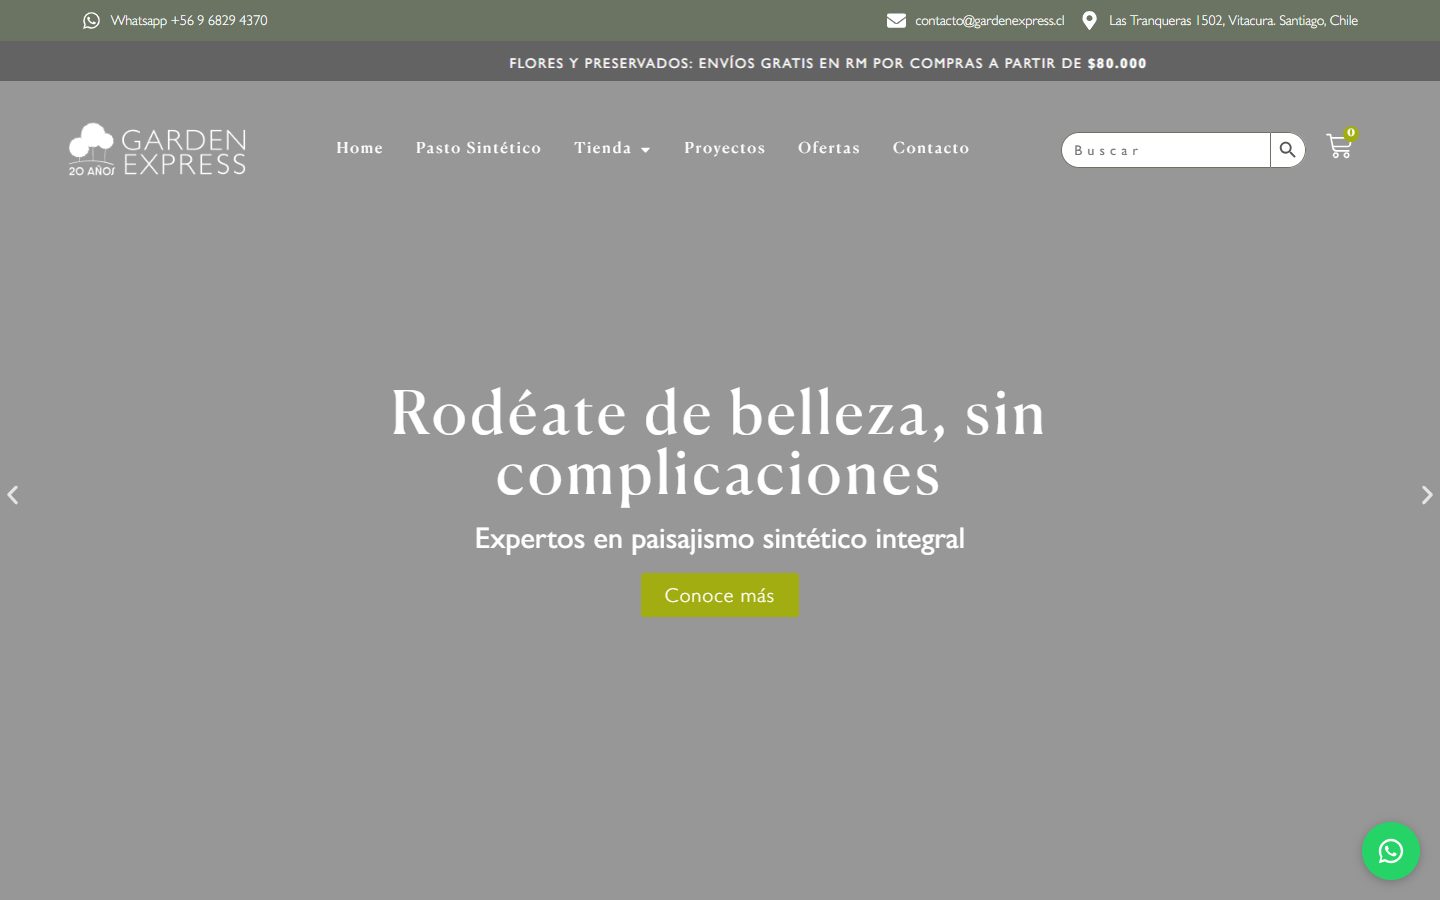 Whatsapp +56 9 6829 4370
contacto@gardenexpress.cl
Las Tranqueras 1502, Vitacura. Santiago, Chile
FLORES Y PRESERVADOS: ENVÍOS GRATIS EN RM POR COMPRAS A PARTIR DE $80.000
GARDEN
EXPRESS
20 AÑOS
Home
Pasto Sintético
Tienda
Proyectos
Ofertas
Contacto
Buscar
0
Rodéate de belleza, sin
complicaciones
Expertos en paisajismo sintético integral
Conoce más